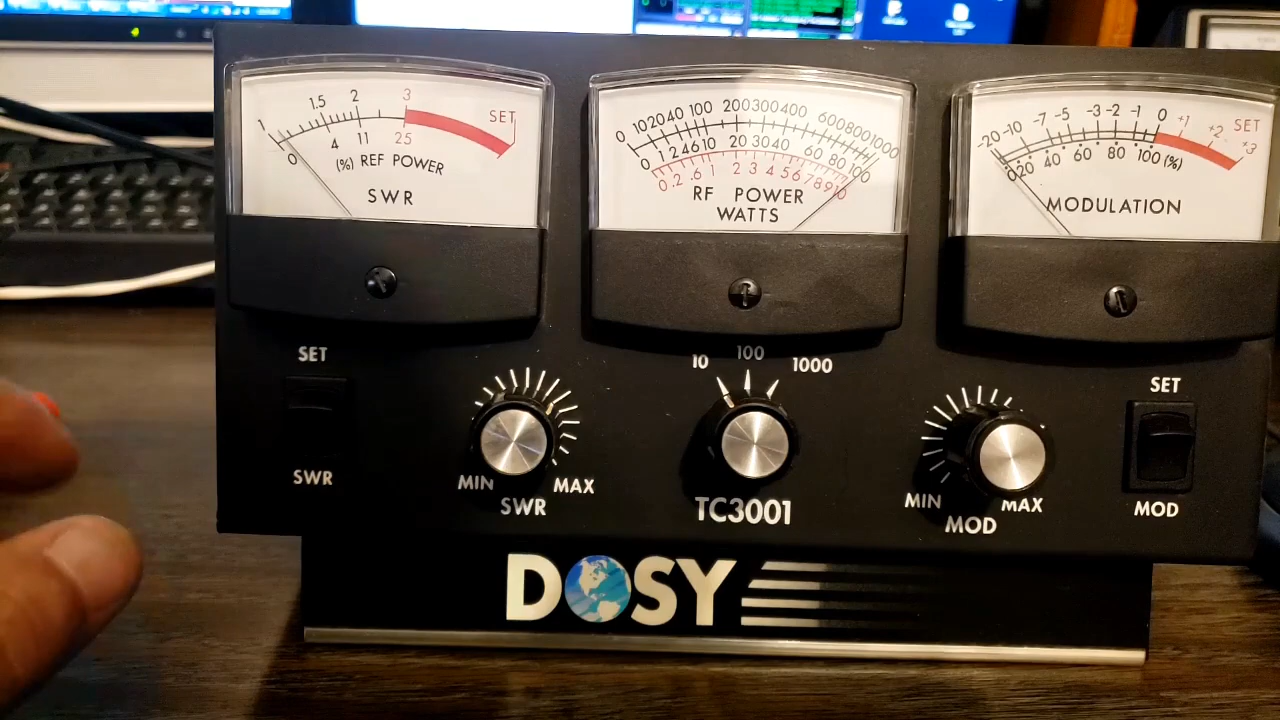 1 1.5 2 3 SET
0 4 11 25
(%) REF POWER
SWR
0 10 20 40 100 200 300 400 600 800 1000
0 1 2 4 6 10 20 30 40 60 80 100
0 .2 .6 1 2 3 4 5 6 7 8 9 10
RF POWER
WATTS
-20 -10 -7 -5 -3 -2 -1 0 +1 +2 +3 SET
0 20 40 60 80 100 (%)
MODULATION
SET
SWR
MIN MAX
SWR
10 100 1000
TC3001
MIN MAX
MOD
SET
MOD
DOSY